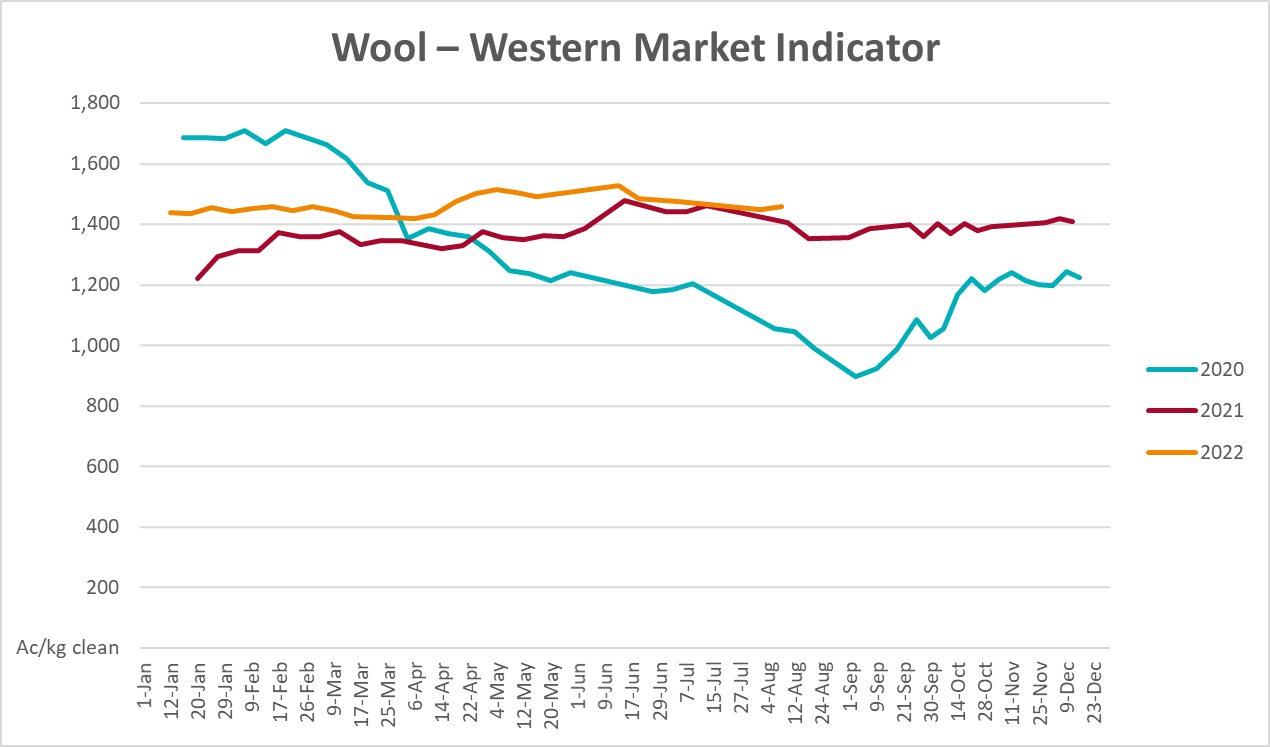 Wool – Western Market Indicator
1,800
1,600
1,400
1,200
1,000
800
600
400
200
Ac/kg clean
1-Jan
12-Jan
20-Jan
29-Jan
9-Feb
17-Feb
26-Feb
9-Mar
17-Mar
25-Mar
6-Apr
14-Apr
22-Apr
4-May
12-May
20-May
1-Jun
9-Jun
17-Jun
29-Jun
7-Jul
15-Jul
27-Jul
4-Aug
12-Aug
24-Aug
1-Sep
9-Sep
21-Sep
30-Sep
14-Oct
28-Oct
11-Nov
25-Nov
9-Dec
23-Dec
2020
2021
2022